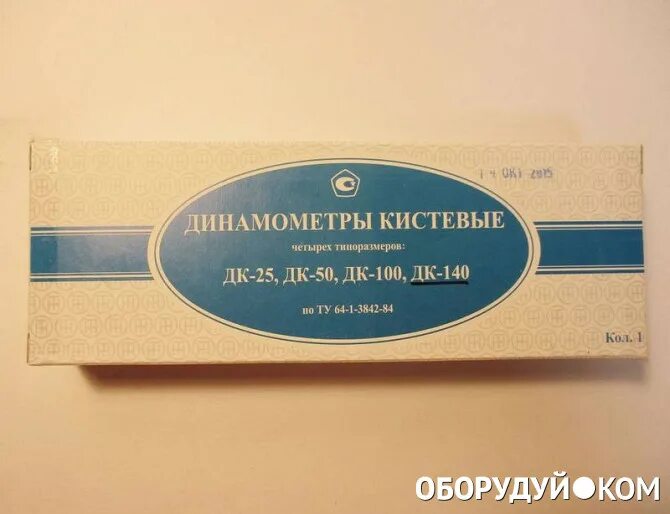 14 ОКТ 2015
ДИНАМОМЕТРЫ КИСТЕВЫЕ
четырех типоразмеров:
ДК-25, ДК-50, ДК-100, ДК-140
по ТУ 64-1-3842-84
Кол. 1
ОБОРУДУЙ●КОМ